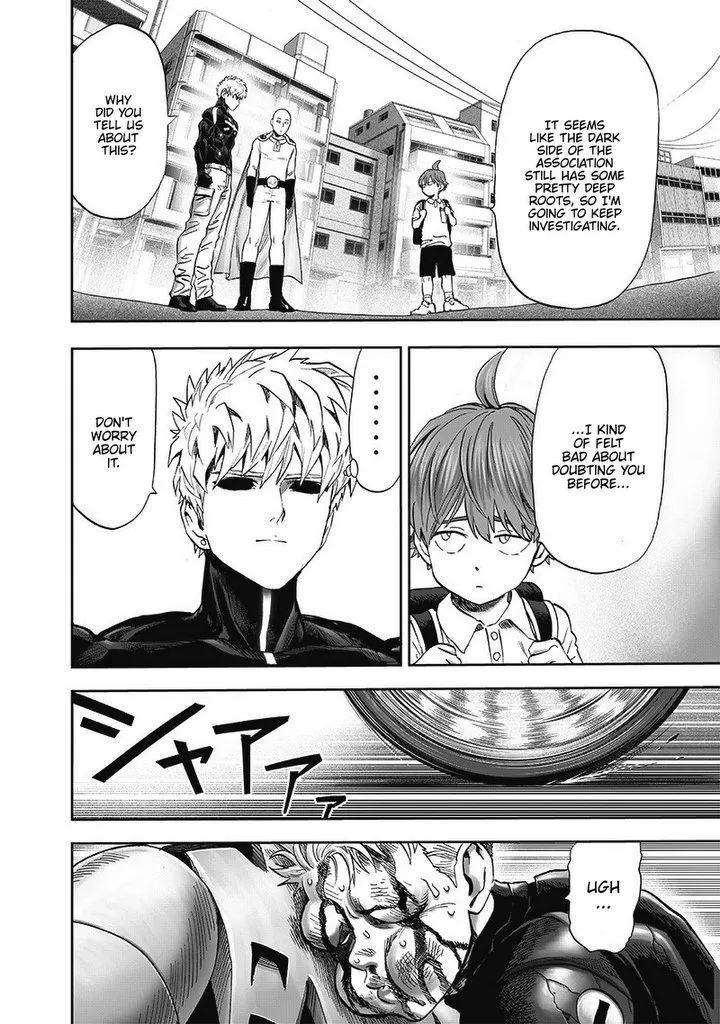 IT SEEMS
LIKE THE DARK
SIDE OF THE
ASSOCIATION
STILL HAS SOME
PRETTY DEEP
ROOTS, SO I'M
GOING TO KEEP
INVESTIGATING.
WHY
DID YOU
TELL US
ABOUT
THIS?
...I KIND
OF FELT
BAD ABOUT
DOUBTING YOU
BEFORE...
......
DON'T
WORRY
ABOUT
IT.
シャアアア
UGH
...